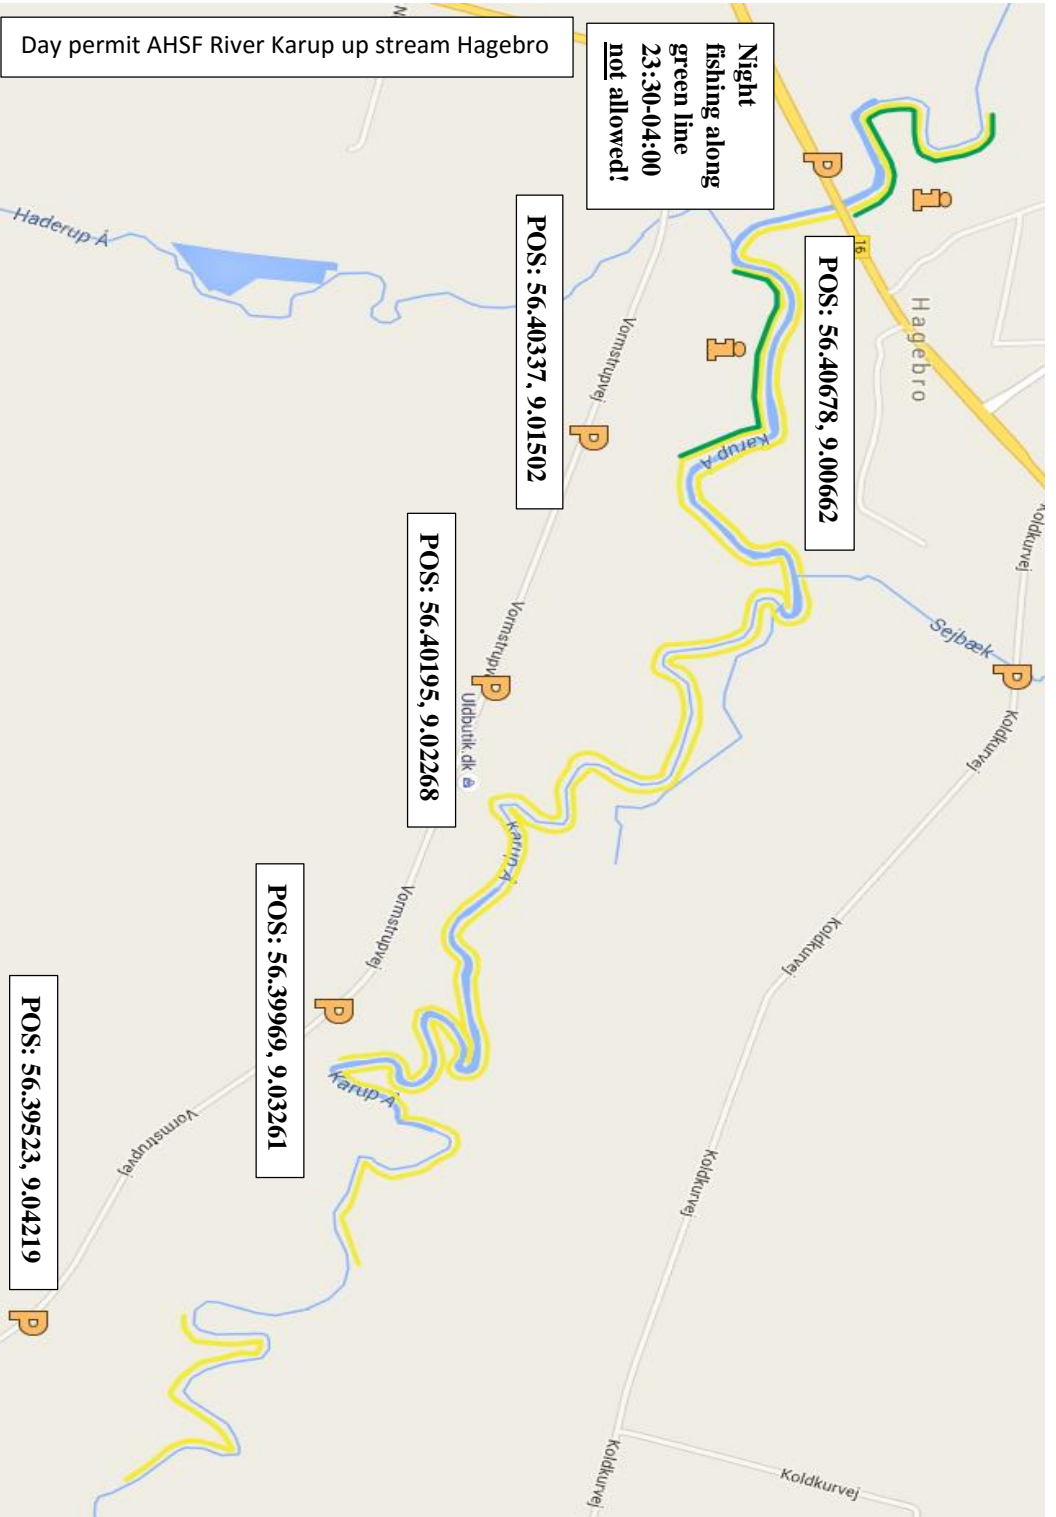 Day permit AHSF River Karup up stream Hagebro
Night
fishing along
green line
23:30-04:00
not allowed!
N
P
i
16
Hagebro
POS: 56.40678, 9.00662
Haderup Å
i
Karup Å
POS: 56.40337, 9.01502
Vormstrupvej
P
Koldkurvej
Sejbæk
P
Koldkurvej
POS: 56.40195, 9.02268
Vormstrupv
P
Uldbutik.dk
Karup Å
Koldkurvej
POS: 56.39969, 9.03261
Vormstrupvej
P
Karup Å
Koldkurvej
Vormstrupvej
POS: 56.39523, 9.04219
P
Koldkurvej
Koldkurvej